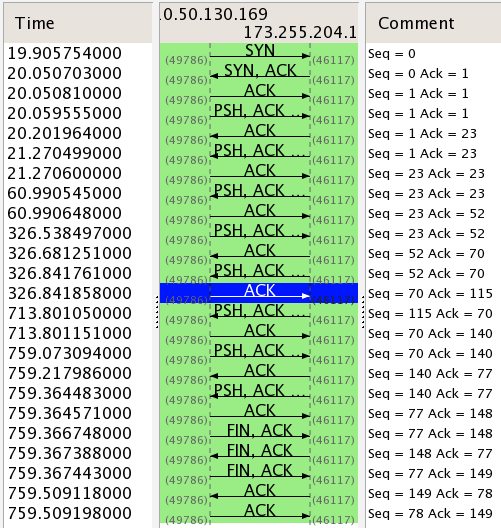 Time .0.50.130.169 Comment
173.255.204.1
19.905754000 (49786) SYN (46117) Seq = 0
20.050703000 (49786) SYN, ACK (46117) Seq = 0 Ack = 1
20.050810000 (49786) ACK (46117) Seq = 1 Ack = 1
20.059555000 (49786) PSH, ACK ... (46117) Seq = 1 Ack = 1
20.201964000 (49786) ACK (46117) Seq = 1 Ack = 23
21.270499000 (49786) PSH, ACK ... (46117) Seq = 1 Ack = 23
21.270600000 (49786) ACK (46117) Seq = 23 Ack = 23
60.990545000 (49786) PSH, ACK ... (46117) Seq = 23 Ack = 23
60.990648000 (49786) ACK (46117) Seq = 23 Ack = 52
326.538497000 (49786) PSH, ACK ... (46117) Seq = 23 Ack = 52
326.681251000 (49786) ACK (46117) Seq = 52 Ack = 70
326.841761000 (49786) PSH, ACK ... (46117) Seq = 52 Ack = 70
326.841858000 (49786) ACK (46117) Seq = 70 Ack = 115
713.801050000 (49786) PSH, ACK ... (46117) Seq = 115 Ack = 70
713.801151000 (49786) ACK (46117) Seq = 70 Ack = 140
759.073094000 (49786) PSH, ACK ... (46117) Seq = 70 Ack = 140
759.217986000 (49786) ACK (46117) Seq = 140 Ack = 77
759.364483000 (49786) PSH, ACK ... (46117) Seq = 140 Ack = 77
759.364571000 (49786) ACK (46117) Seq = 77 Ack = 148
759.366748000 (49786) FIN, ACK (46117) Seq = 77 Ack = 148
759.367388000 (49786) FIN, ACK (46117) Seq = 148 Ack = 77
759.367443000 (49786) FIN, ACK (46117) Seq = 77 Ack = 149
759.509118000 (49786) ACK (46117) Seq = 149 Ack = 78
759.509198000 (49786) ACK (46117) Seq = 78 Ack = 149